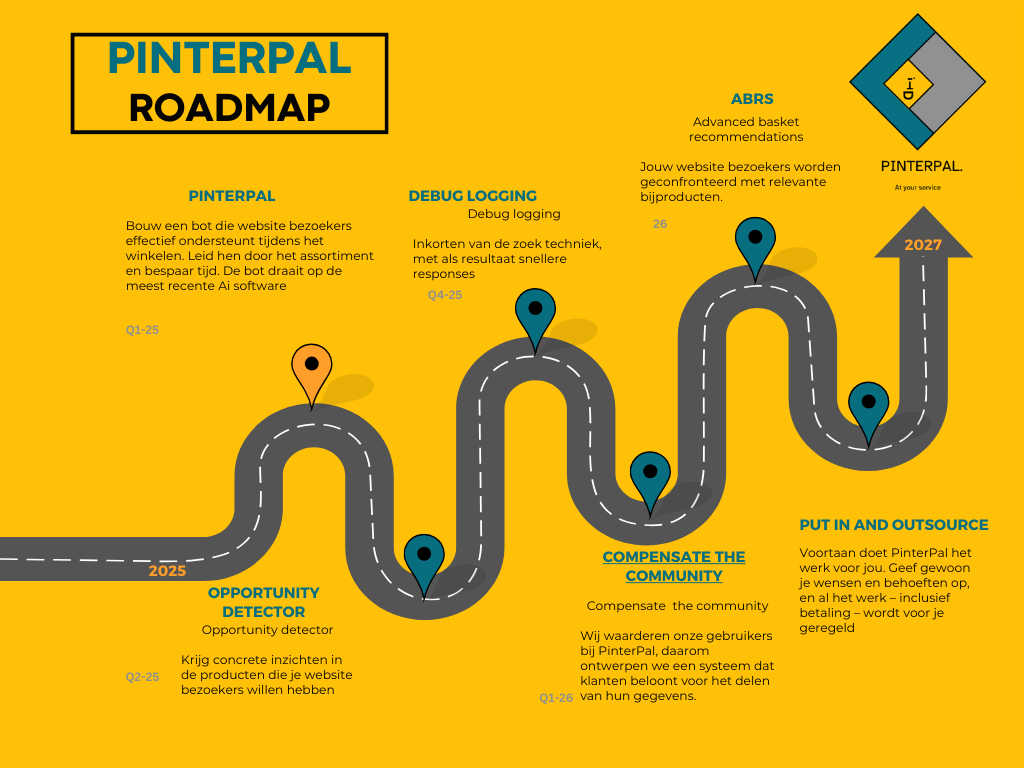 PINTERPAL
ROADMAP
PINTERPAL
Bouw een bot die website bezoekers
effectief ondersteunt tijdens het
winkelen. Leid hen door het assortiment
en bespaar tijd. De bot draait op de
meest recente Ai software
Q1-25
DEBUG LOGGING
Debug logging
Inkorten van de zoek techniek,
met als resultaat snellere
responses
Q4-25
ABRS
Advanced basket
recommendations
Jouw website bezoekers worden
geconfronteerd met relevante
bijproducten.
26
PINTERPAL.
At your service
2027
2025
OPPORTUNITY
DETECTOR
Opportunity detector
Krijg concrete inzichten in
de producten die je website
bezoekers willen hebben
Q2-25
COMPENSATE THE
COMMUNITY
Compensate  the community
Wij waarderen onze gebruikers
bij PinterPal, daarom
ontwerpen we een systeem dat
klanten beloont voor het delen
van hun gegevens.
Q1-26
PUT IN AND OUTSOURCE
Voortaan doet PinterPal het
werk voor jou. Geef gewoon
je wensen en behoeften op,
en al het werk – inclusief
betaling – wordt voor je
geregeld